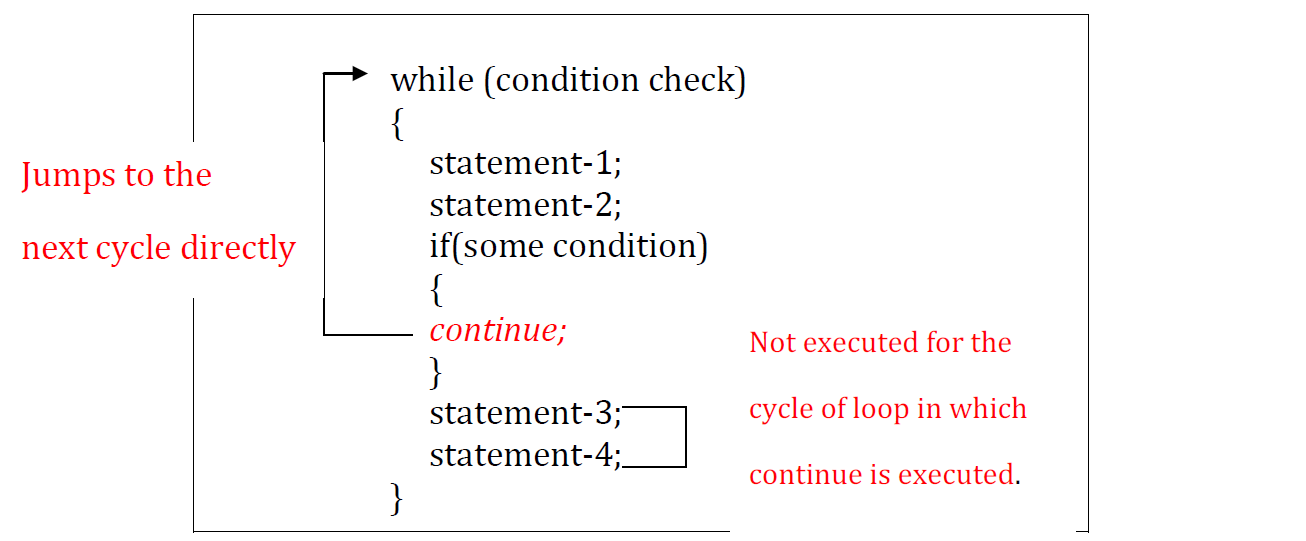 while (condition check)
{
Jumps to the
next cycle directly
statement-1;
statement-2;
if(some condition)
{
continue;
}
statement-3;
statement-4;
}
Not executed for the
cycle of loop in which
continue is executed.